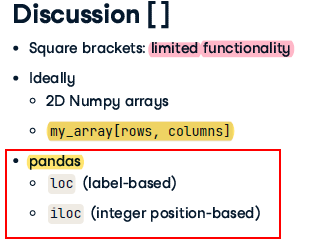 Discussion []
• Square brackets: limited functionality
• Ideally
◦ 2D Numpy arrays
◦ my_array[rows, columns]
• pandas
◦ loc (label-based)
◦ iloc (integer position-based)